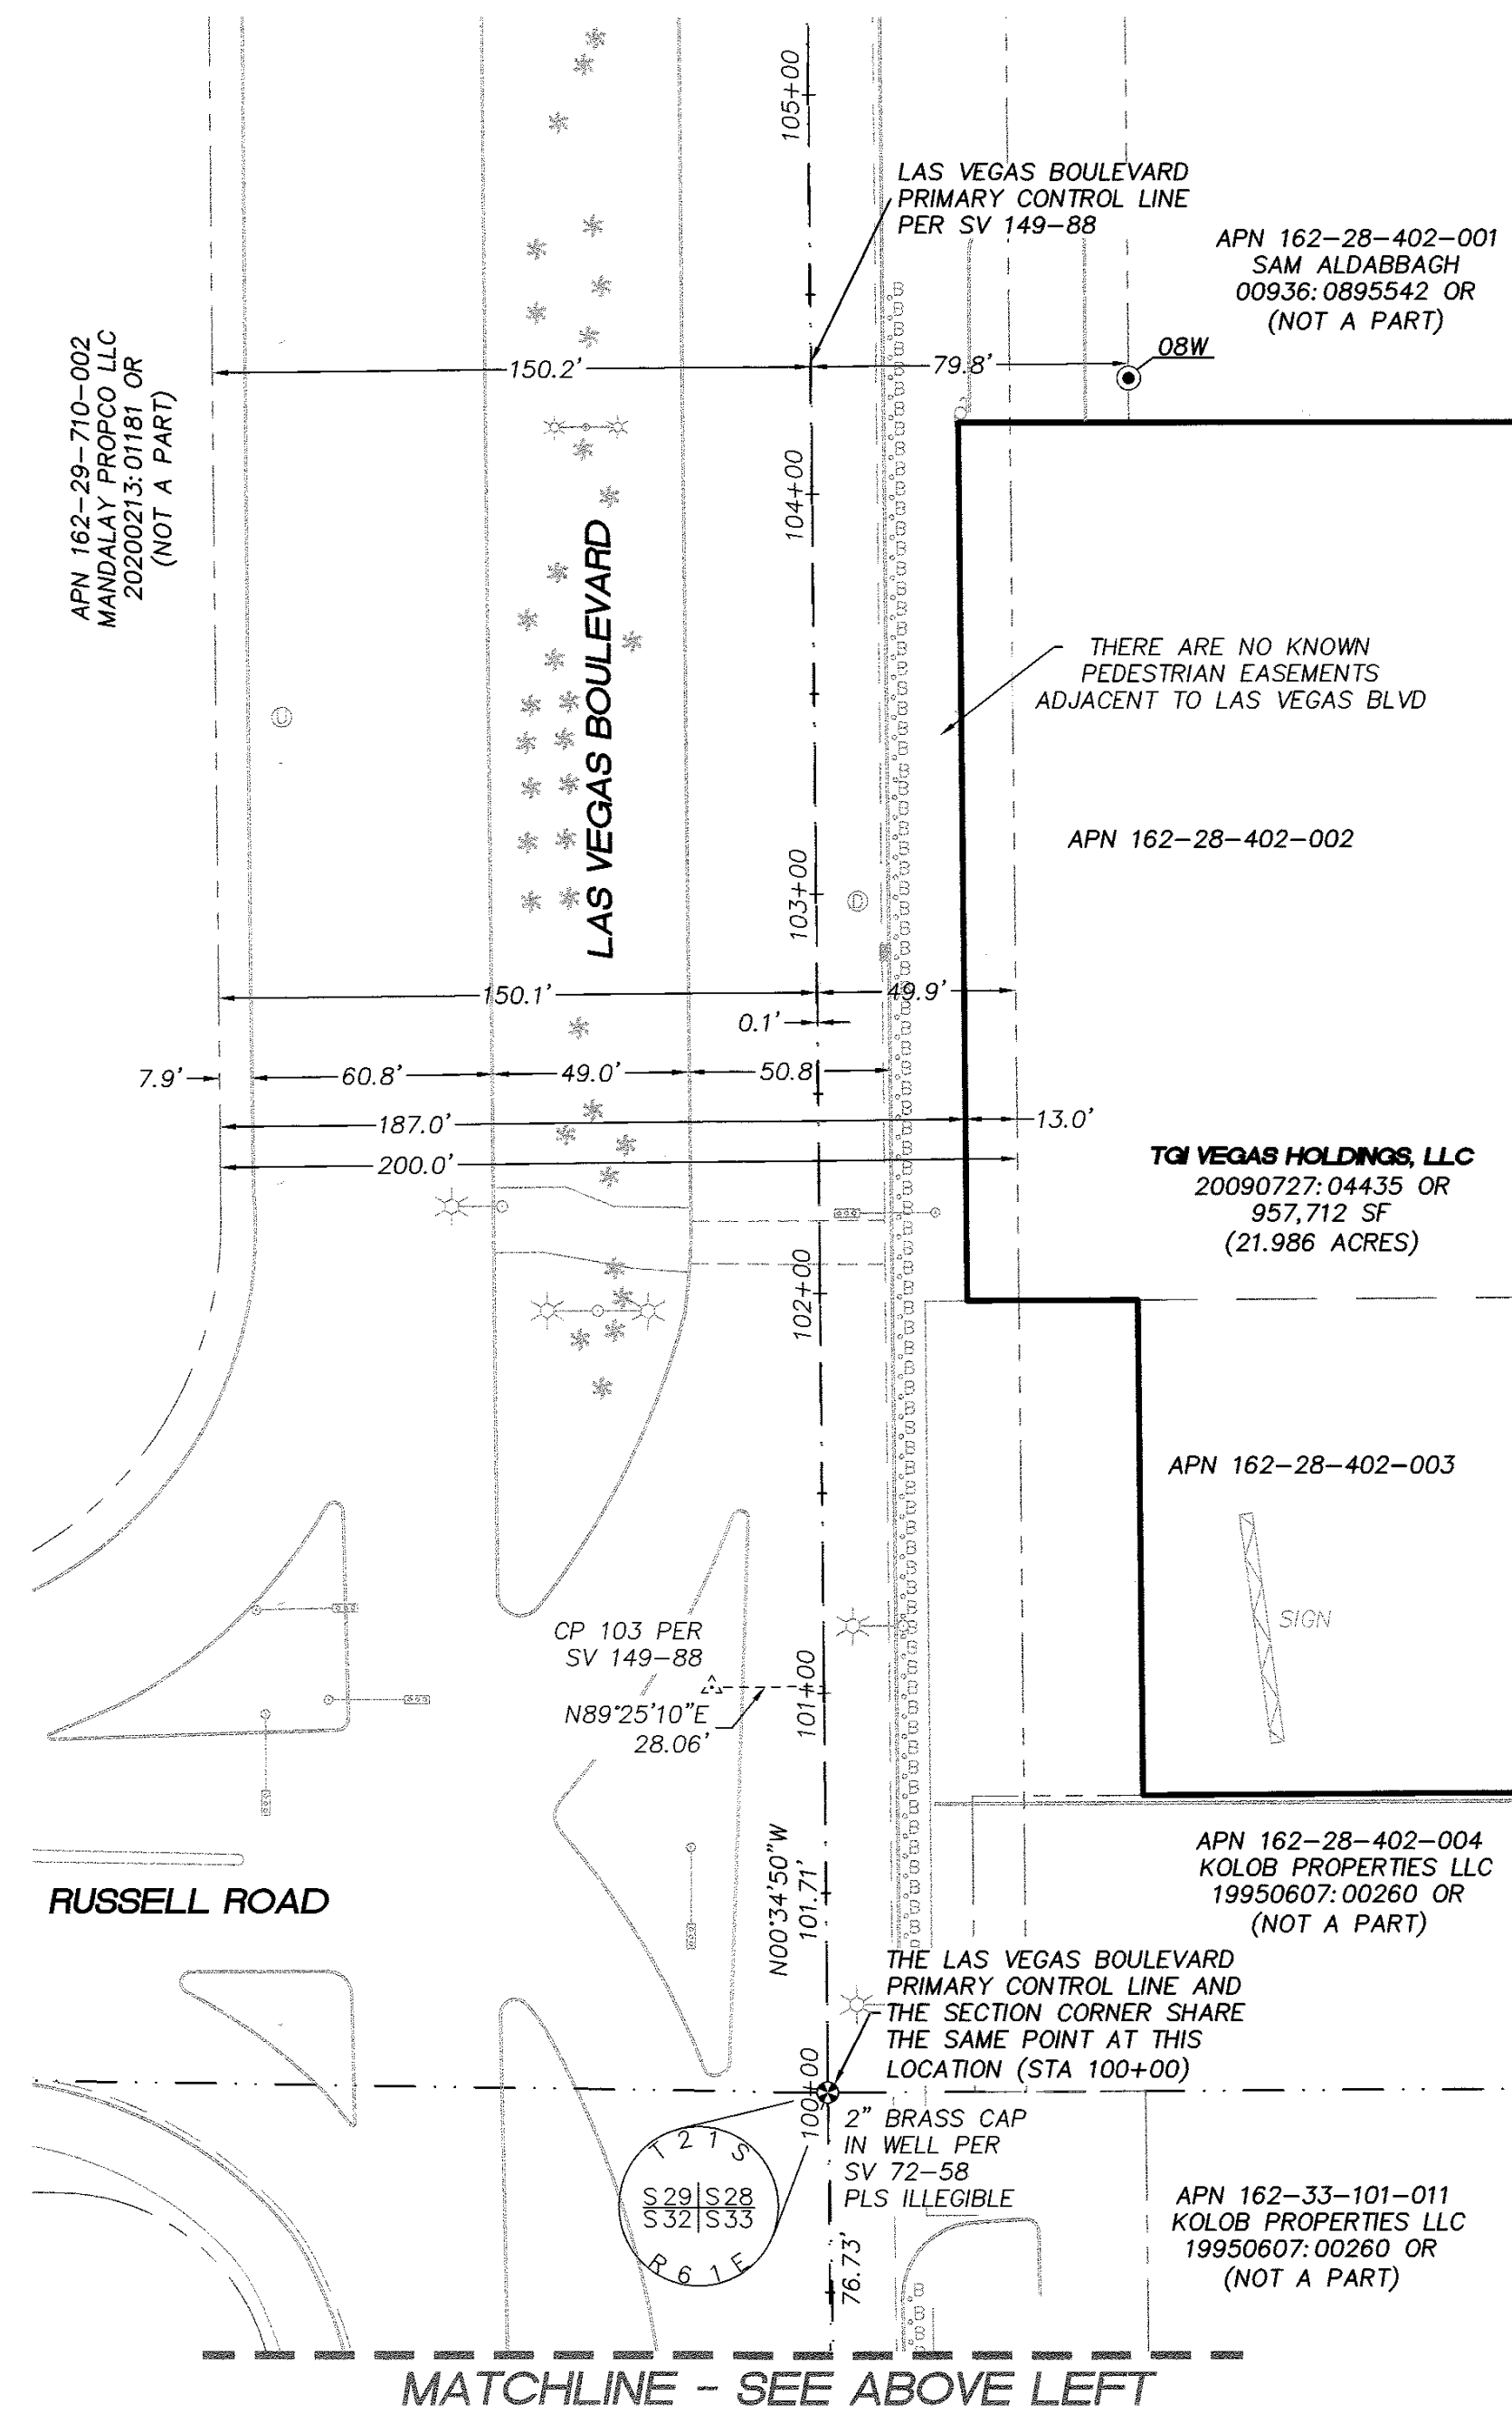 105+00
LAS VEGAS BOULEVARD
PRIMARY CONTROL LINE
PER SV 149-88
APN 162-28-402-001
SAM ALDABBAGH
00936:0895542 OR
(NOT A PART)
08W
APN 162-29-710-002
MANDALAY PROPCO LLC
20200213:01181 OR
(NOT A PART)
150.2'
79.8'
104+00
LAS VEGAS BOULEVARD
THERE ARE NO KNOWN
PEDESTRIAN EASEMENTS
ADJACENT TO LAS VEGAS BLVD
U
APN 162-28-402-002
103+00
D
150.1'
49.9'
0.1'
7.9'
60.8'
49.0'
50.8'
187.0'
13.0'
200.0'
TGI VEGAS HOLDINGS, LLC
20090727:04435 OR
957,712 SF
(21.986 ACRES)
102+00
APN 162-28-402-003
SIGN
CP 103 PER
SV 149-88
N89°25'10"E
28.06'
101+00
N00°34'50"W
101.71'
APN 162-28-402-004
KOLOB PROPERTIES LLC
19950607:00260 OR
(NOT A PART)
RUSSELL ROAD
THE LAS VEGAS BOULEVARD
PRIMARY CONTROL LINE AND
THE SECTION CORNER SHARE
THE SAME POINT AT THIS
LOCATION (STA 100+00)
100+00
2" BRASS CAP
IN WELL PER
SV 72-58
PLS ILLEGIBLE
T21S
S29 S28
S32 S33
R61E
76.73'
APN 162-33-101-011
KOLOB PROPERTIES LLC
19950607:00260 OR
(NOT A PART)
MATCHLINE - SEE ABOVE LEFT